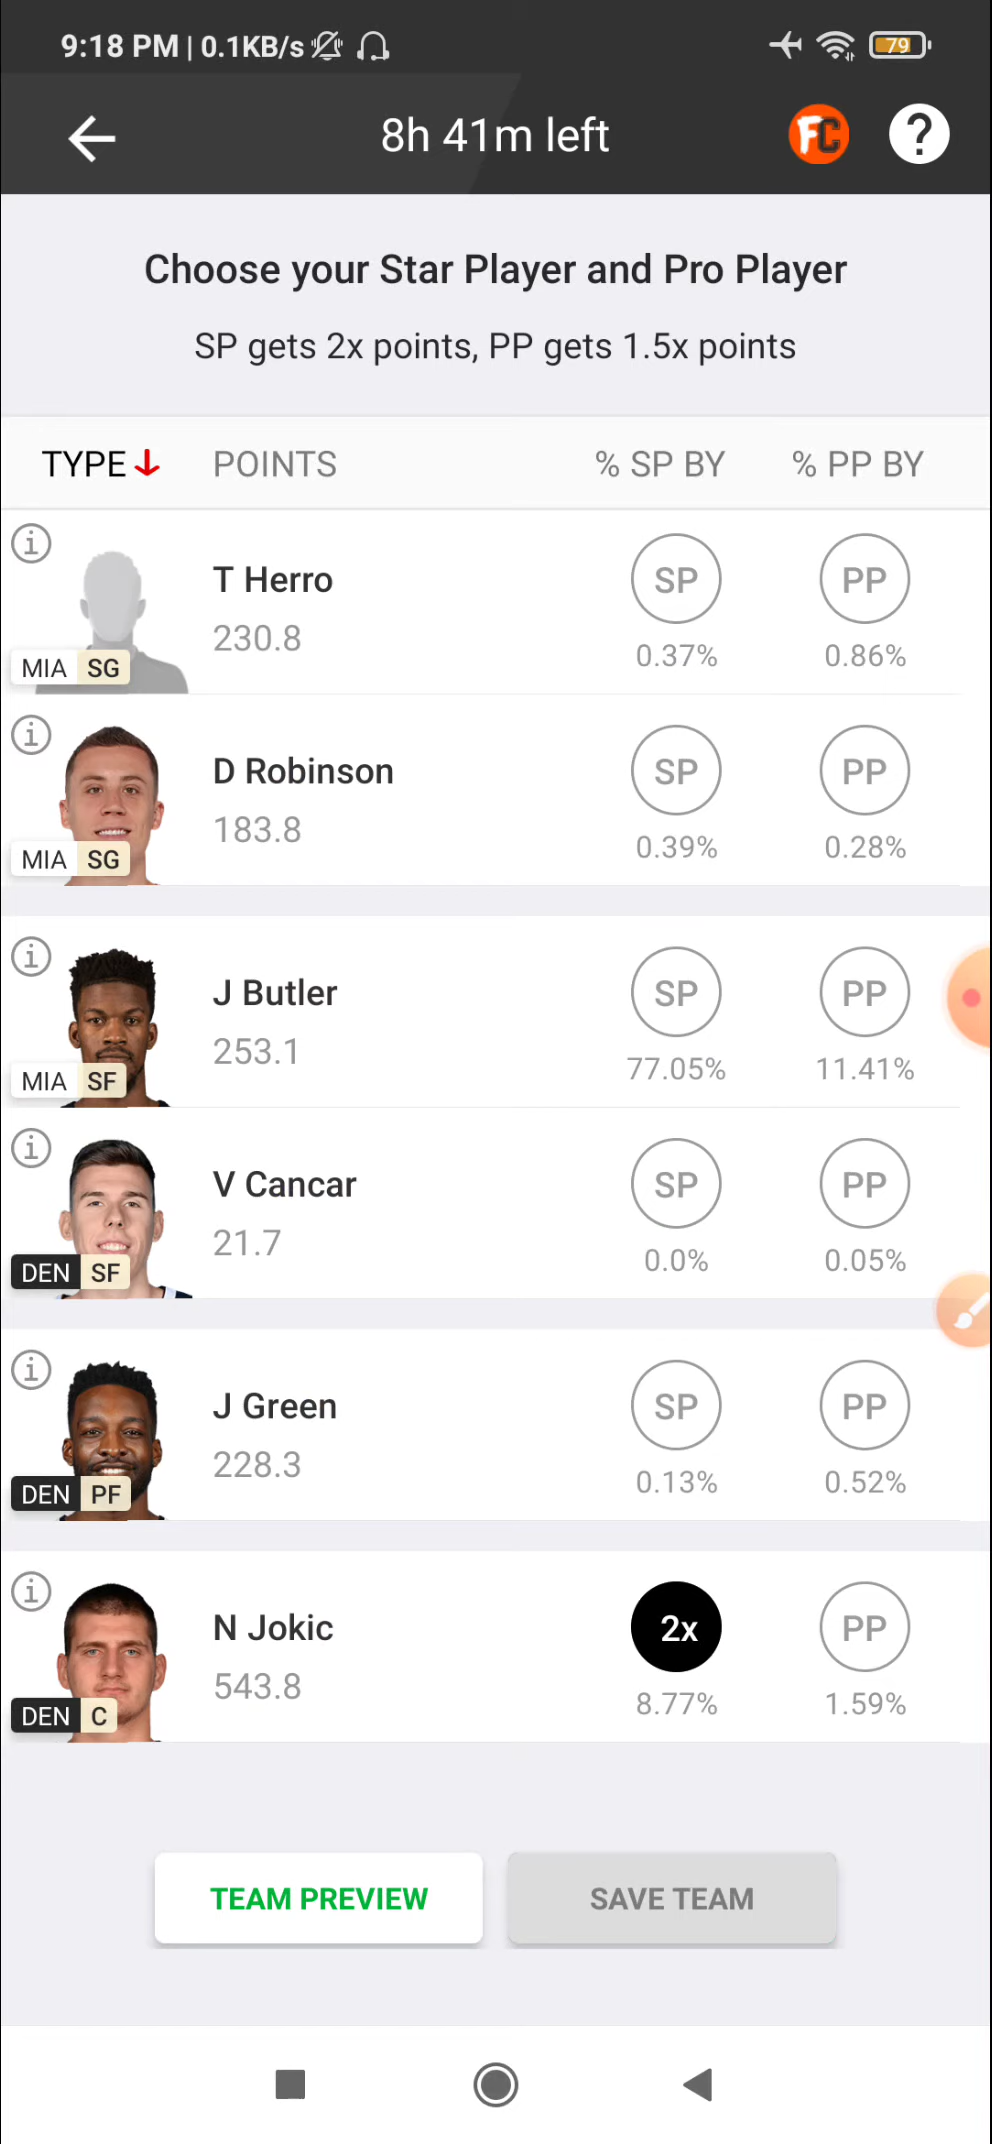 9:18 PM | 0.1KB/s 79
8h 41m left FC ?
Choose your Star Player and Pro Player
SP gets 2x points, PP gets 1.5x points
TYPE POINTS % SP BY % PP BY
T Herro SP PP
230.8 0.37% 0.86%
MIA SG
D Robinson SP PP
183.8 0.39% 0.28%
MIA SG
J Butler SP PP
253.1 77.05% 11.41%
MIA SF
V Cancar SP PP
21.7 0.0% 0.05%
DEN SF
J Green SP PP
228.3 0.13% 0.52%
DEN PF
N Jokic 2x PP
543.8 8.77% 1.59%
DEN C
TEAM PREVIEW SAVE TEAM